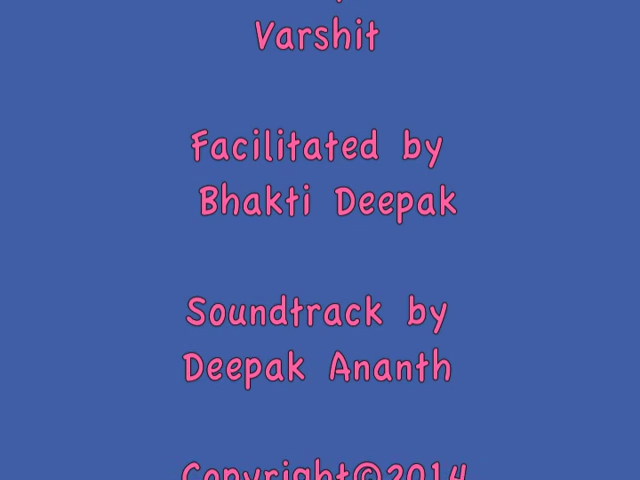 Varshit
Facilitated by
Bhakti Deepak
Soundtrack by
Deepak Ananth
Copyright©2014